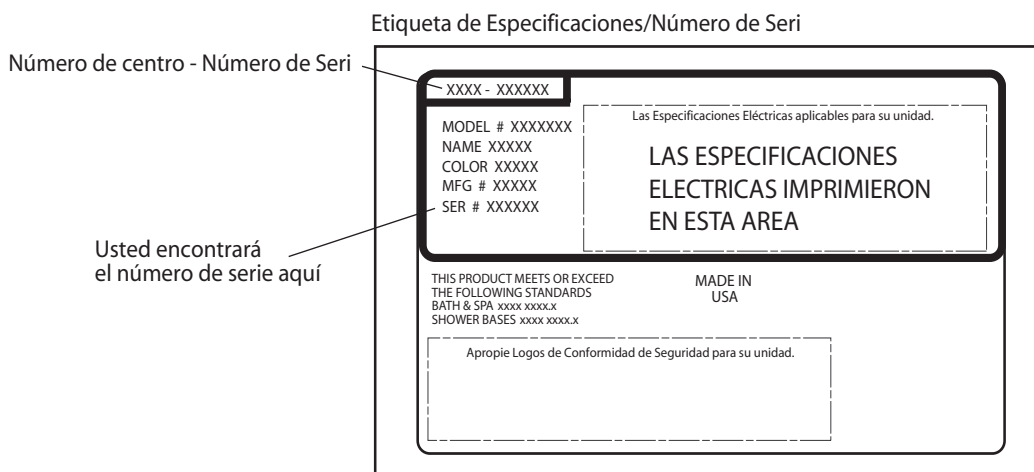 Etiqueta de Especificaciones/Número de Seri
Número de centro - Número de Seri
XXXX - XXXXXX
MODEL # XXXXXXX
NAME XXXXX
COLOR XXXXX
MFG # XXXXX
SER # XXXXXX
Las Especificaciones Eléctricas aplicables para su unidad.
LAS ESPECIFICACIONES
ELECTRICAS IMPRIMIERON
EN ESTA AREA
Usted encontrará
el número de serie aquí
THIS PRODUCT MEETS OR EXCEED
THE FOLLOWING STANDARDS
BATH & SPA xxxx xxxx.x
SHOWER BASES xxxx xxxx.x
MADE IN
USA
Apropie Logos de Conformidad de Seguridad para su unidad.